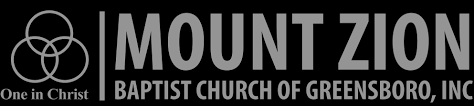 One in Christ
MOUNT ZION
BAPTIST CHURCH OF GREENSBORO, INC